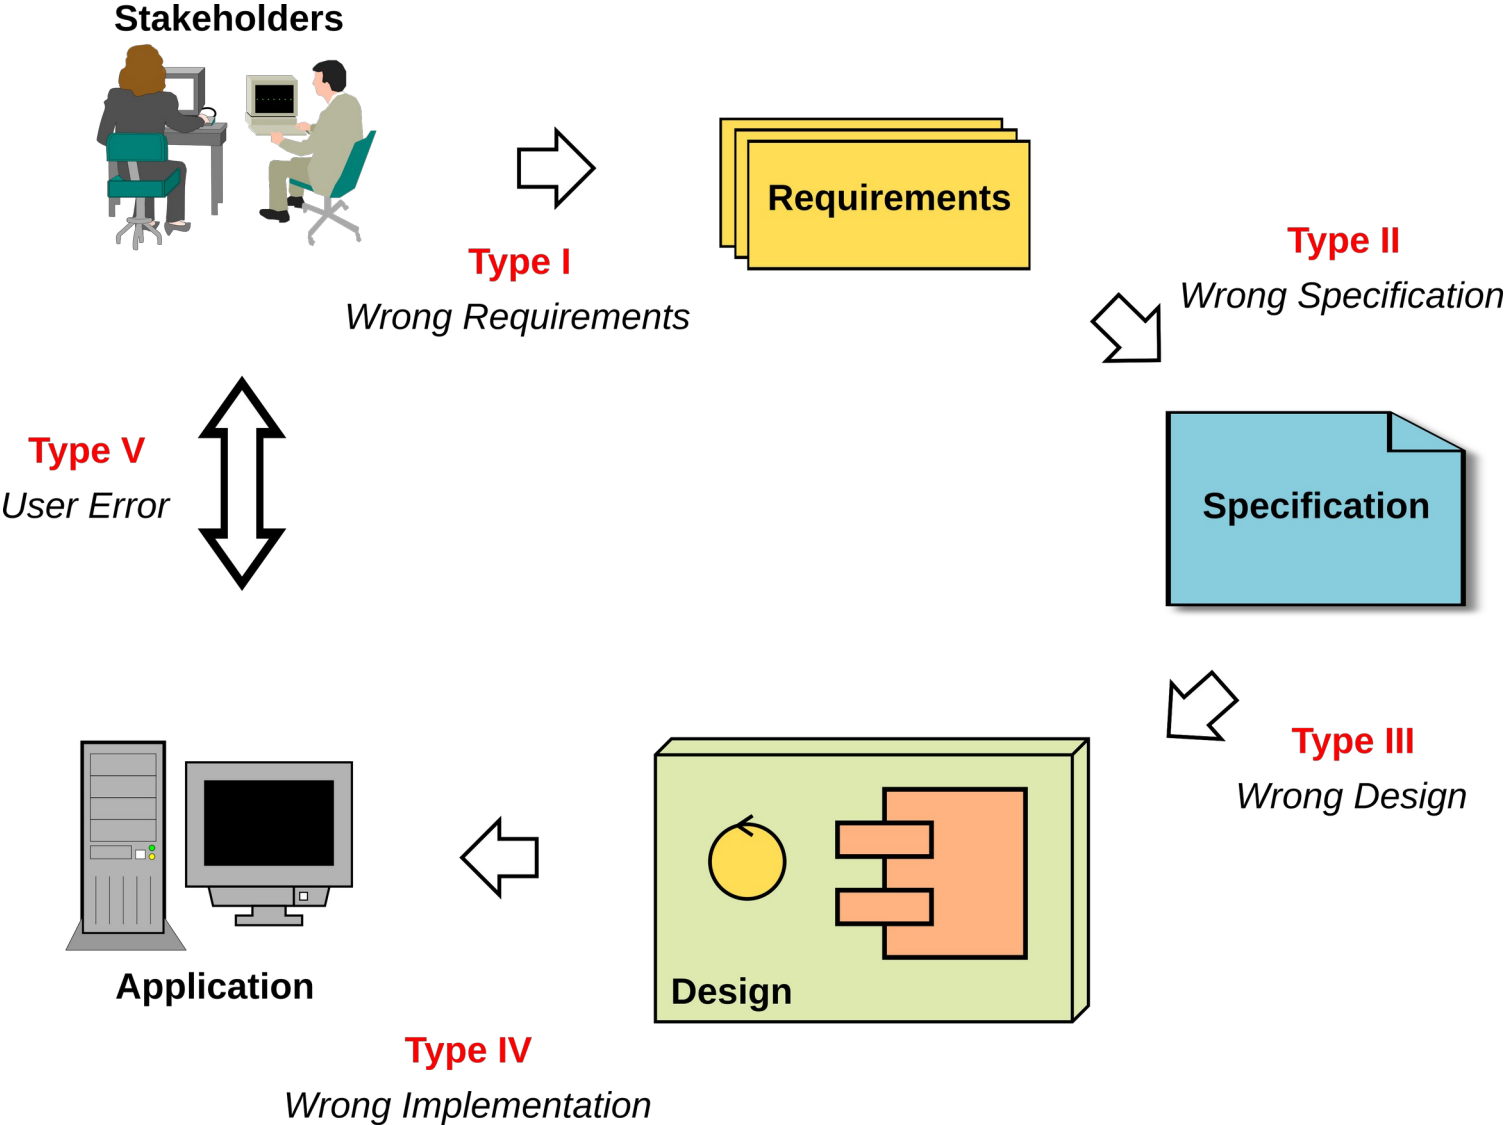 Stakeholders
Requirements
Type I
Wrong Requirements
Type II
Wrong Specification
Specification
Type III
Wrong Design
Design
Type IV
Wrong Implementation
Application
Type V
User Error